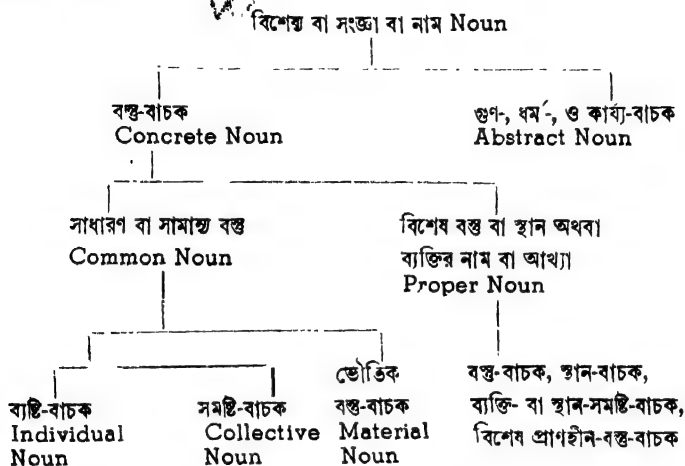 বিশেষ্য বা সংজ্ঞা বা নাম Noun
বস্তু-বাচক
Concrete Noun
গুণ-, ধর্ম-, ও কার্য্য-বাচক
Abstract Noun
সাধারণ বা সামান্য বস্তু
Common Noun
বিশেষ বস্তু বা স্থান অথবা
ব্যক্তির নাম বা আখ্যা
Proper Noun
ব্যষ্টি-বাচক
Individual
Noun
সমষ্টি-বাচক
Collective
Noun
ভৌতিক
বস্তু-বাচক
Material
Noun
বস্তু-বাচক, স্থান-বাচক,
ব্যক্তি- বা স্থান-সমষ্টি-বাচক,
বিশেষ প্রাণহীন-বস্তু-বাচক